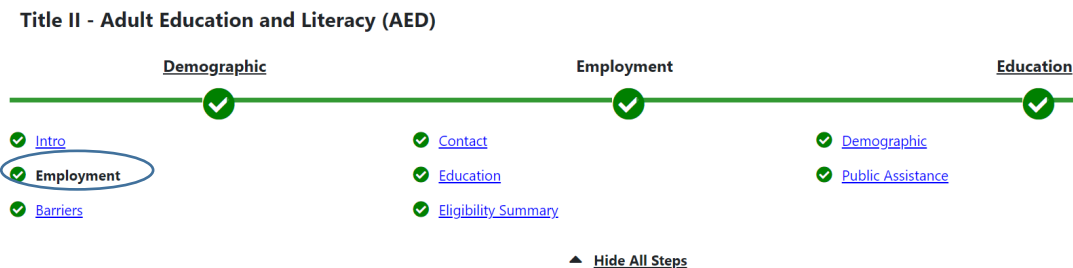 Title II - Adult Education and Literacy (AED)
Demographic Employment Education
Intro Contact Demographic
Employment Education Public Assistance
Barriers Eligibility Summary
Hide All Steps